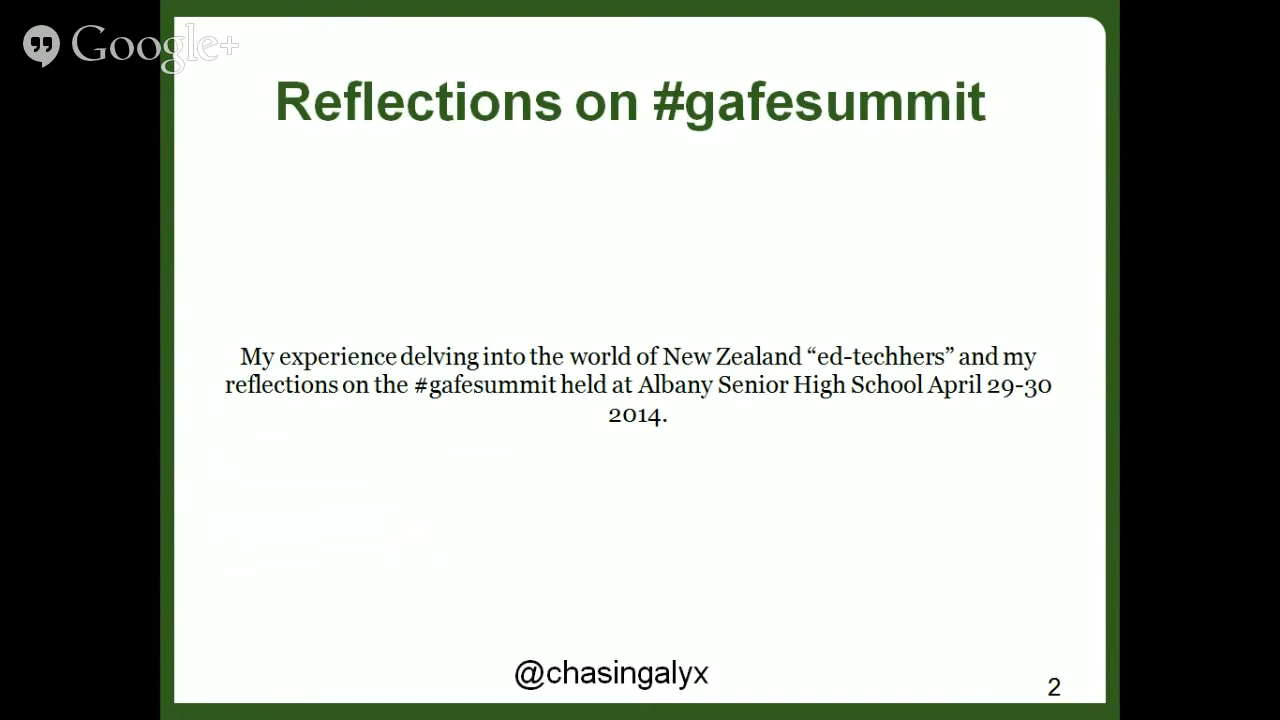 Google+
Reflections on #gafesummit
My experience delving into the world of New Zealand “ed-techhers” and my
reflections on the #gafesummit held at Albany Senior High School April 29-30
2014.
@chasingalyx
2